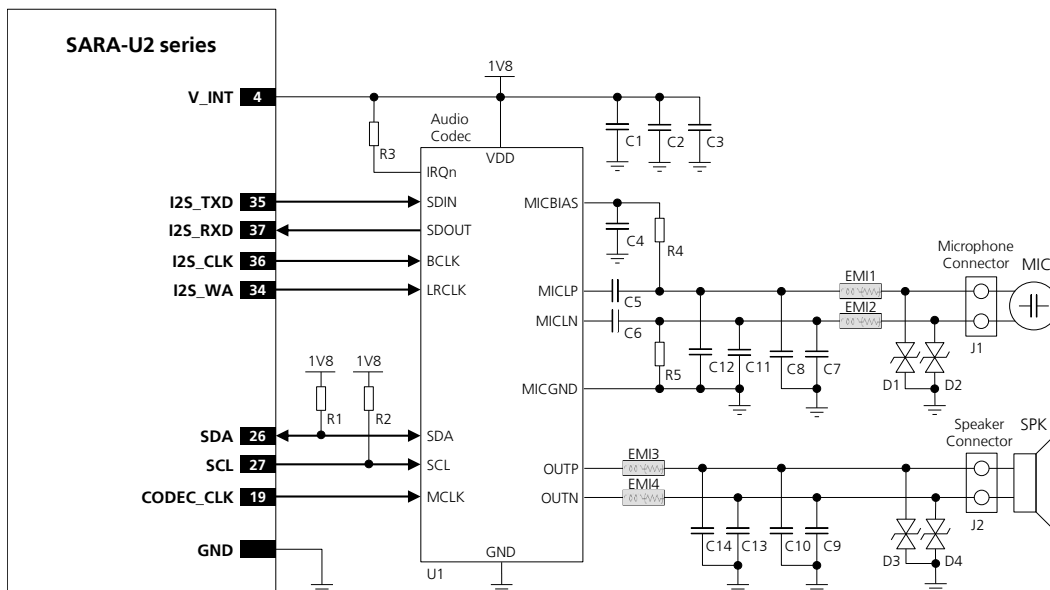 SARA-U2 series
1V8
V_INT 4
Audio
Codec
R3
VDD
C1
C2
C3
IRQn
I2S_TXD 35 SDIN
MICBIAS
I2S_RXD 37 SDOUT
C4
R4
I2S_CLK 36 BCLK
I2S_WA 34 LRCLK
Microphone
Connector
MIC
EMI1
MICLP
C5
EMI2
MICLN
C6
J1
R5
C12
C11
C8
C7
D1
D2
MICGND
1V8
1V8
R1
R2
Speaker
Connector
SPK
SDA 26 SDA
EMI3
SCL 27 SCL
OUTP
EMI4
CODEC_CLK 19 MCLK
OUTN
J2
C14
C13
C10
C9
D3
D4
GND
GND
U1